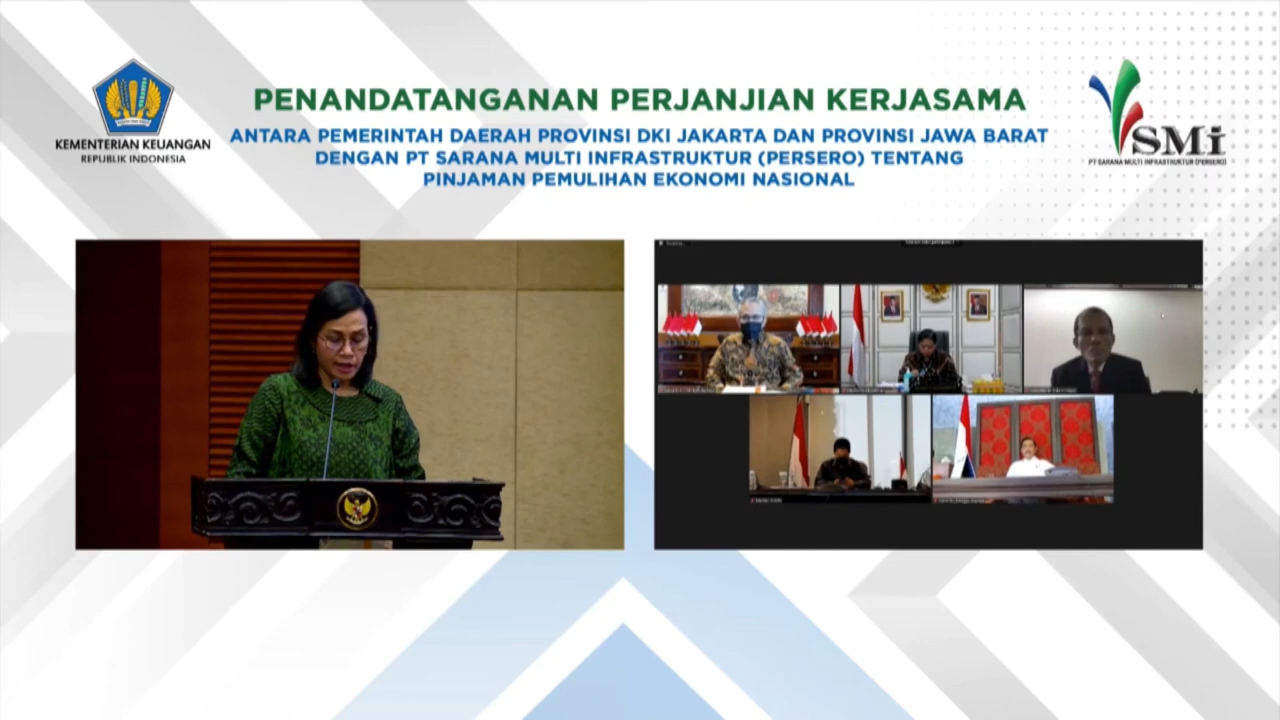 PENANDATANGANAN PERJANJIAN KERJASAMA
ANTARA PEMERINTAH DAERAH PROVINSI DKI JAKARTA DAN PROVINSI JAWA BARAT
DENGAN PT SARANA MULTI INFRASTRUKTUR (PERSERO) TENTANG
PINJAMAN PEMULIHAN EKONOMI NASIONAL
KEMENTERIAN KEUANGAN
REPUBLIK INDONESIA
SMi
PT SARANA MULTI INFRASTRUKTUR (PERSERO)